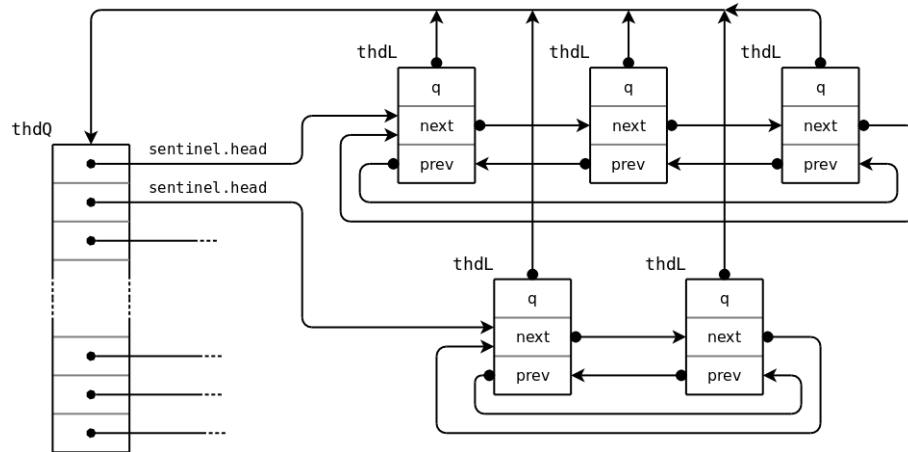 thdL thdL thdL
q q q
thdQ
next next next
sentinel.head
prev prev prev
sentinel.head
thdL thdL
q q
next next
prev prev